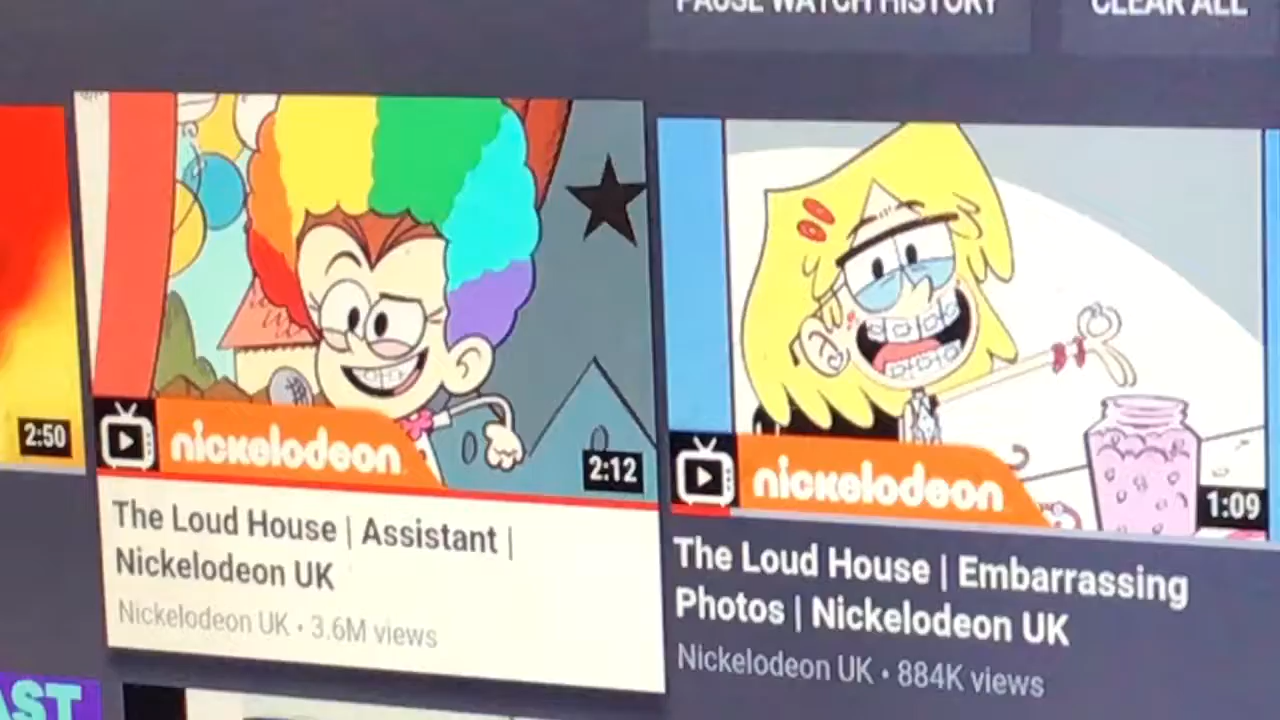 PAUSE WATCH HISTORY
CLEAR ALL
2:50
nickelodeon
2:12
The Loud House | Assistant |
Nickelodeon UK
Nickelodeon UK • 3.6M views
nickelodeon
1:09
The Loud House | Embarrassing
Photos | Nickelodeon UK
Nickelodeon UK • 884K views
AST